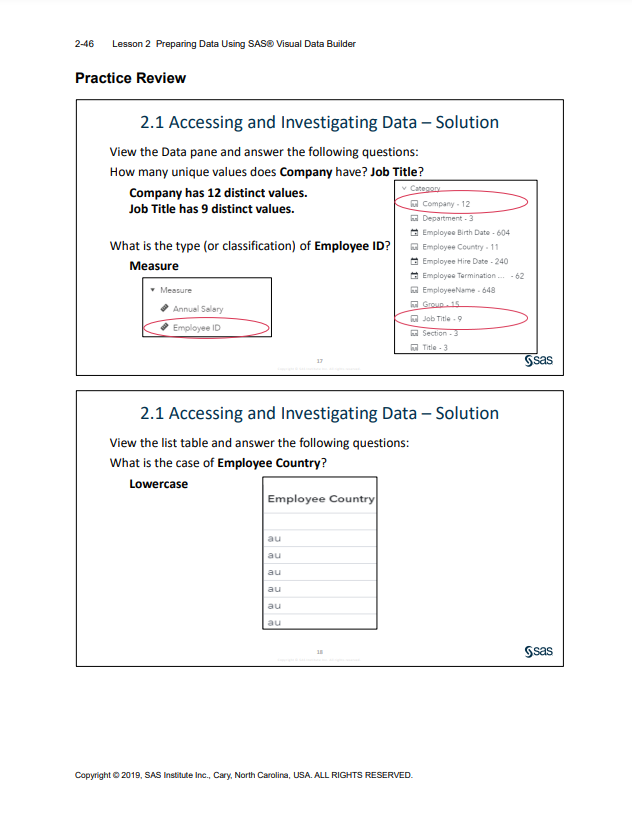 2-46 Lesson 2 Preparing Data Using SAS® Visual Data Builder
Practice Review
2.1 Accessing and Investigating Data – Solution
View the Data pane and answer the following questions:
How many unique values does Company have? Job Title?
Company has 12 distinct values.
Job Title has 9 distinct values.
What is the type (or classification) of Employee ID?
Measure
Measure
Annual Salary
Employee ID
Category
Company - 12
Department - 3
Employee Birth Date - 604
Employee Country - 11
Employee Hire Date - 240
Employee Termination ... - 62
EmployeeName - 648
Group - 15
Job Title - 9
Section - 3
Title - 3
17
sas
2.1 Accessing and Investigating Data – Solution
View the list table and answer the following questions:
What is the case of Employee Country?
Lowercase
Employee Country
au
au
au
au
au
au
18
sas
Copyright © 2019, SAS Institute Inc., Cary, North Carolina, USA. ALL RIGHTS RESERVED.